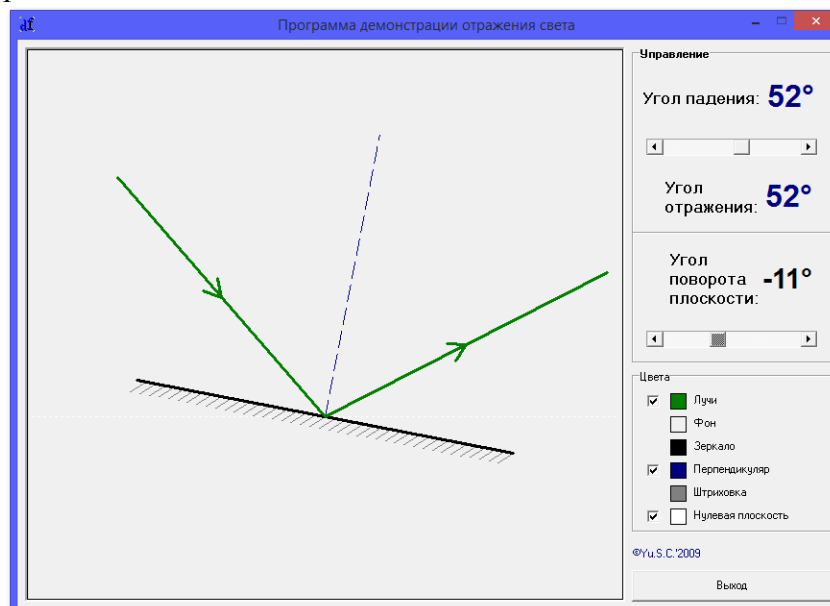 Программа демонстрации отражения света
Управление
Угол падения: 52°
Угол
отражения: 52°
Угол
поворота
плоскости: -11°
Цвета
Лучи
Фон
Зеркало
Перпендикуляр
Штриховка
Нулевая плоскость
©Yu.S.C.'2009
Выход